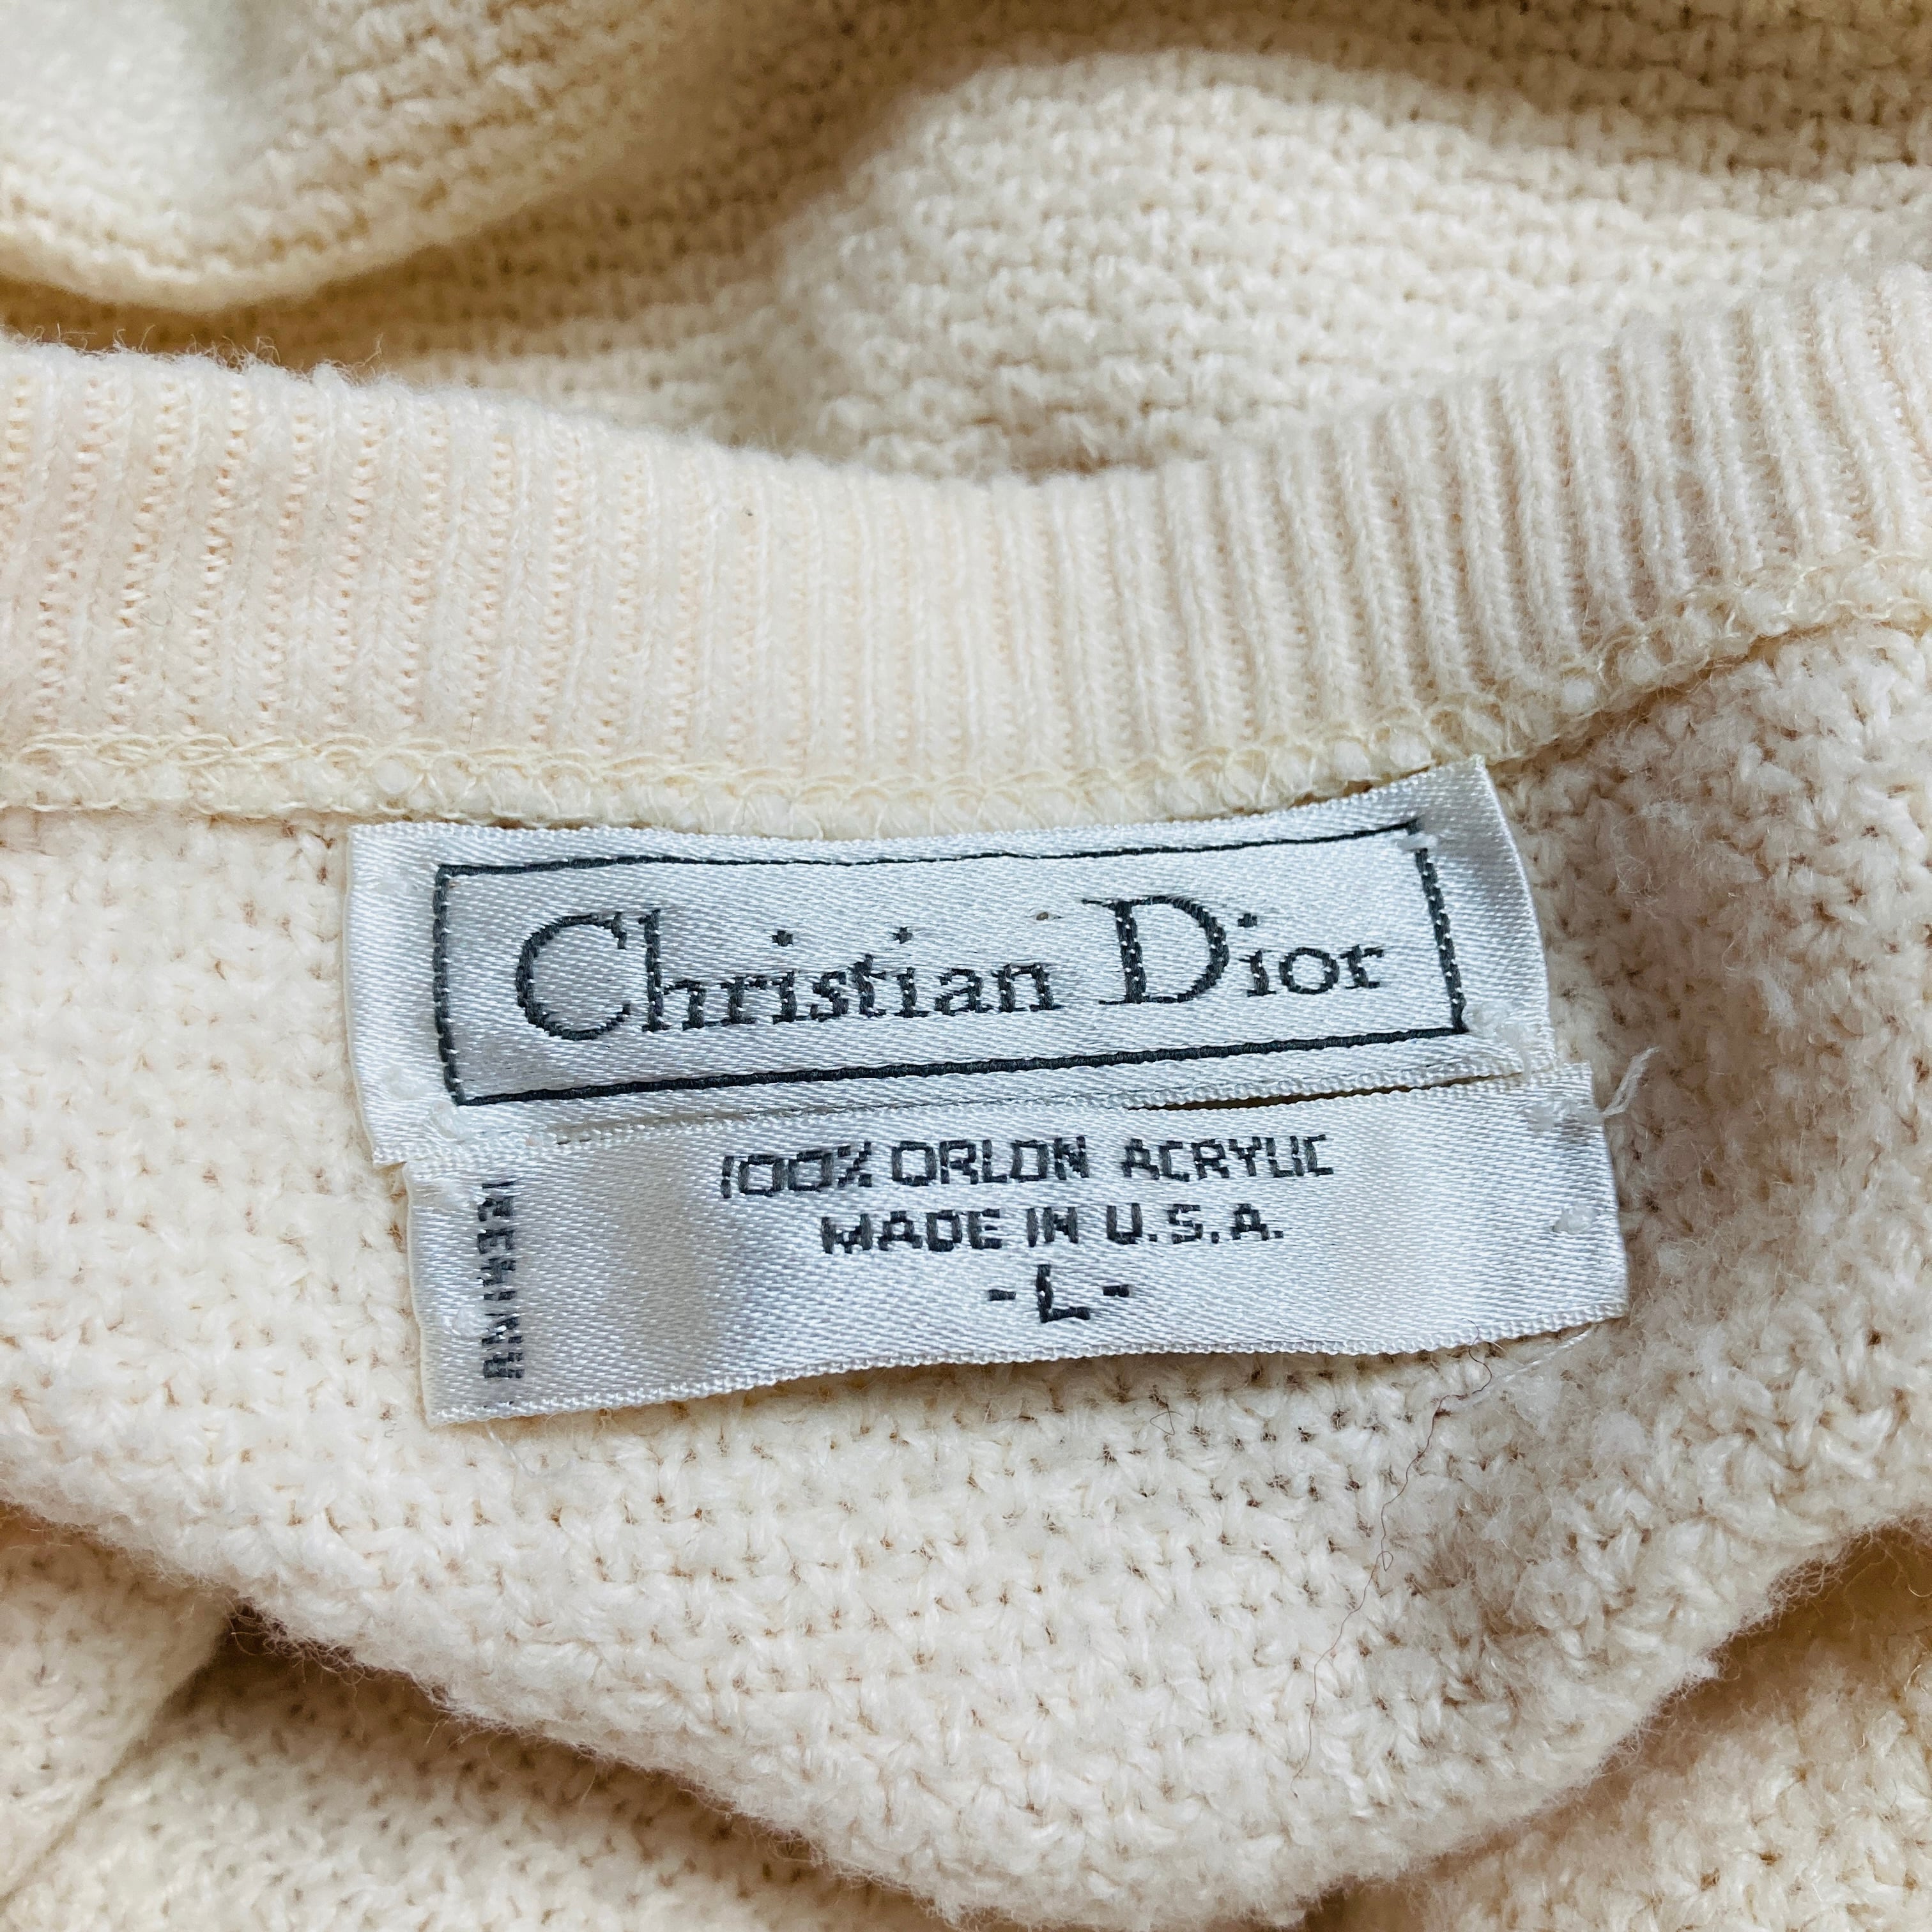 Christian Dior
100% ORLON ACRYLIC
MADE IN U.S.A.
- L -